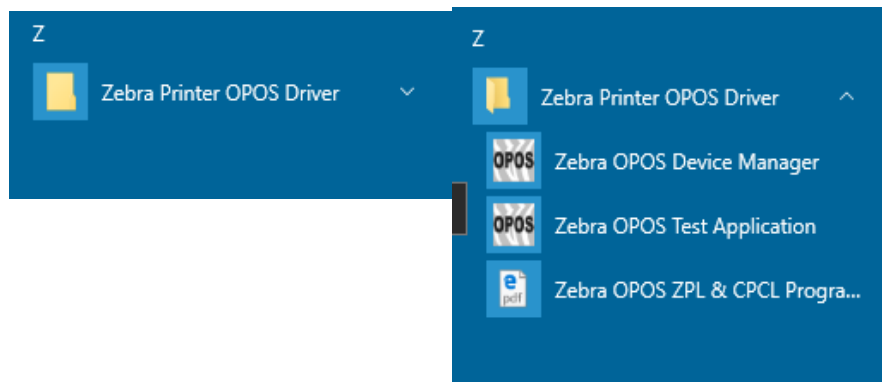 Z
Zebra Printer OPOS Driver
Z
Zebra Printer OPOS Driver
OPOS
Zebra OPOS Device Manager
OPOS
Zebra OPOS Test Application
e
pdf
Zebra OPOS ZPL & CPCL Progra...